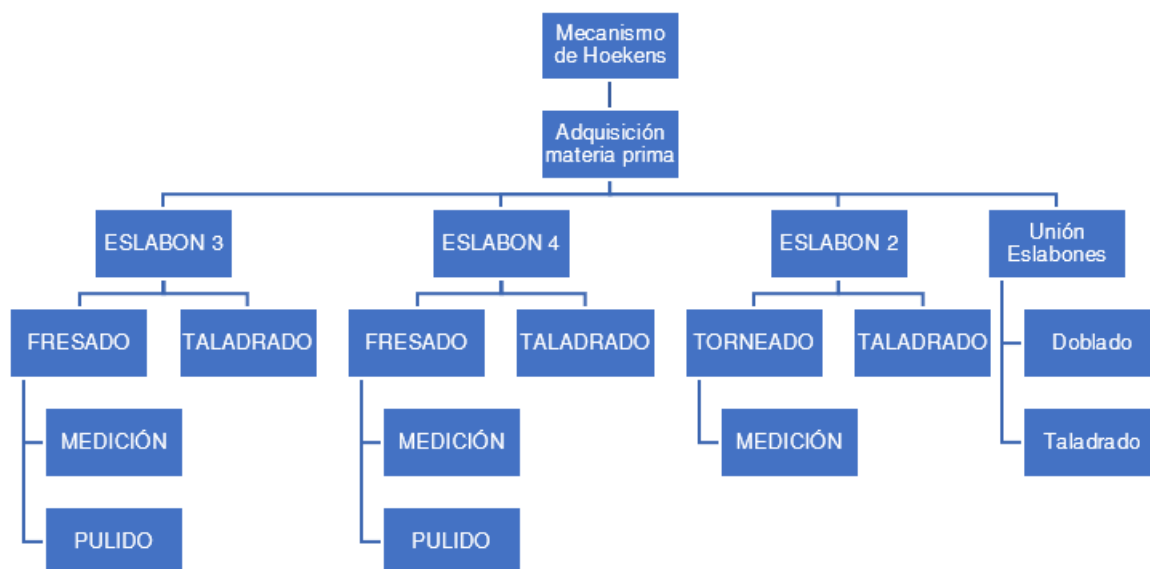 Mecanismo
de Hoekens
Adquisición
materia prima
ESLABON 3
ESLABON 4
ESLABON 2
Unión
Eslabones
FRESADO
TALADRADO
FRESADO
TALADRADO
TORNEADO
TALADRADO
Doblado
MEDICIÓN
MEDICIÓN
MEDICIÓN
Taladrado
PULIDO
PULIDO